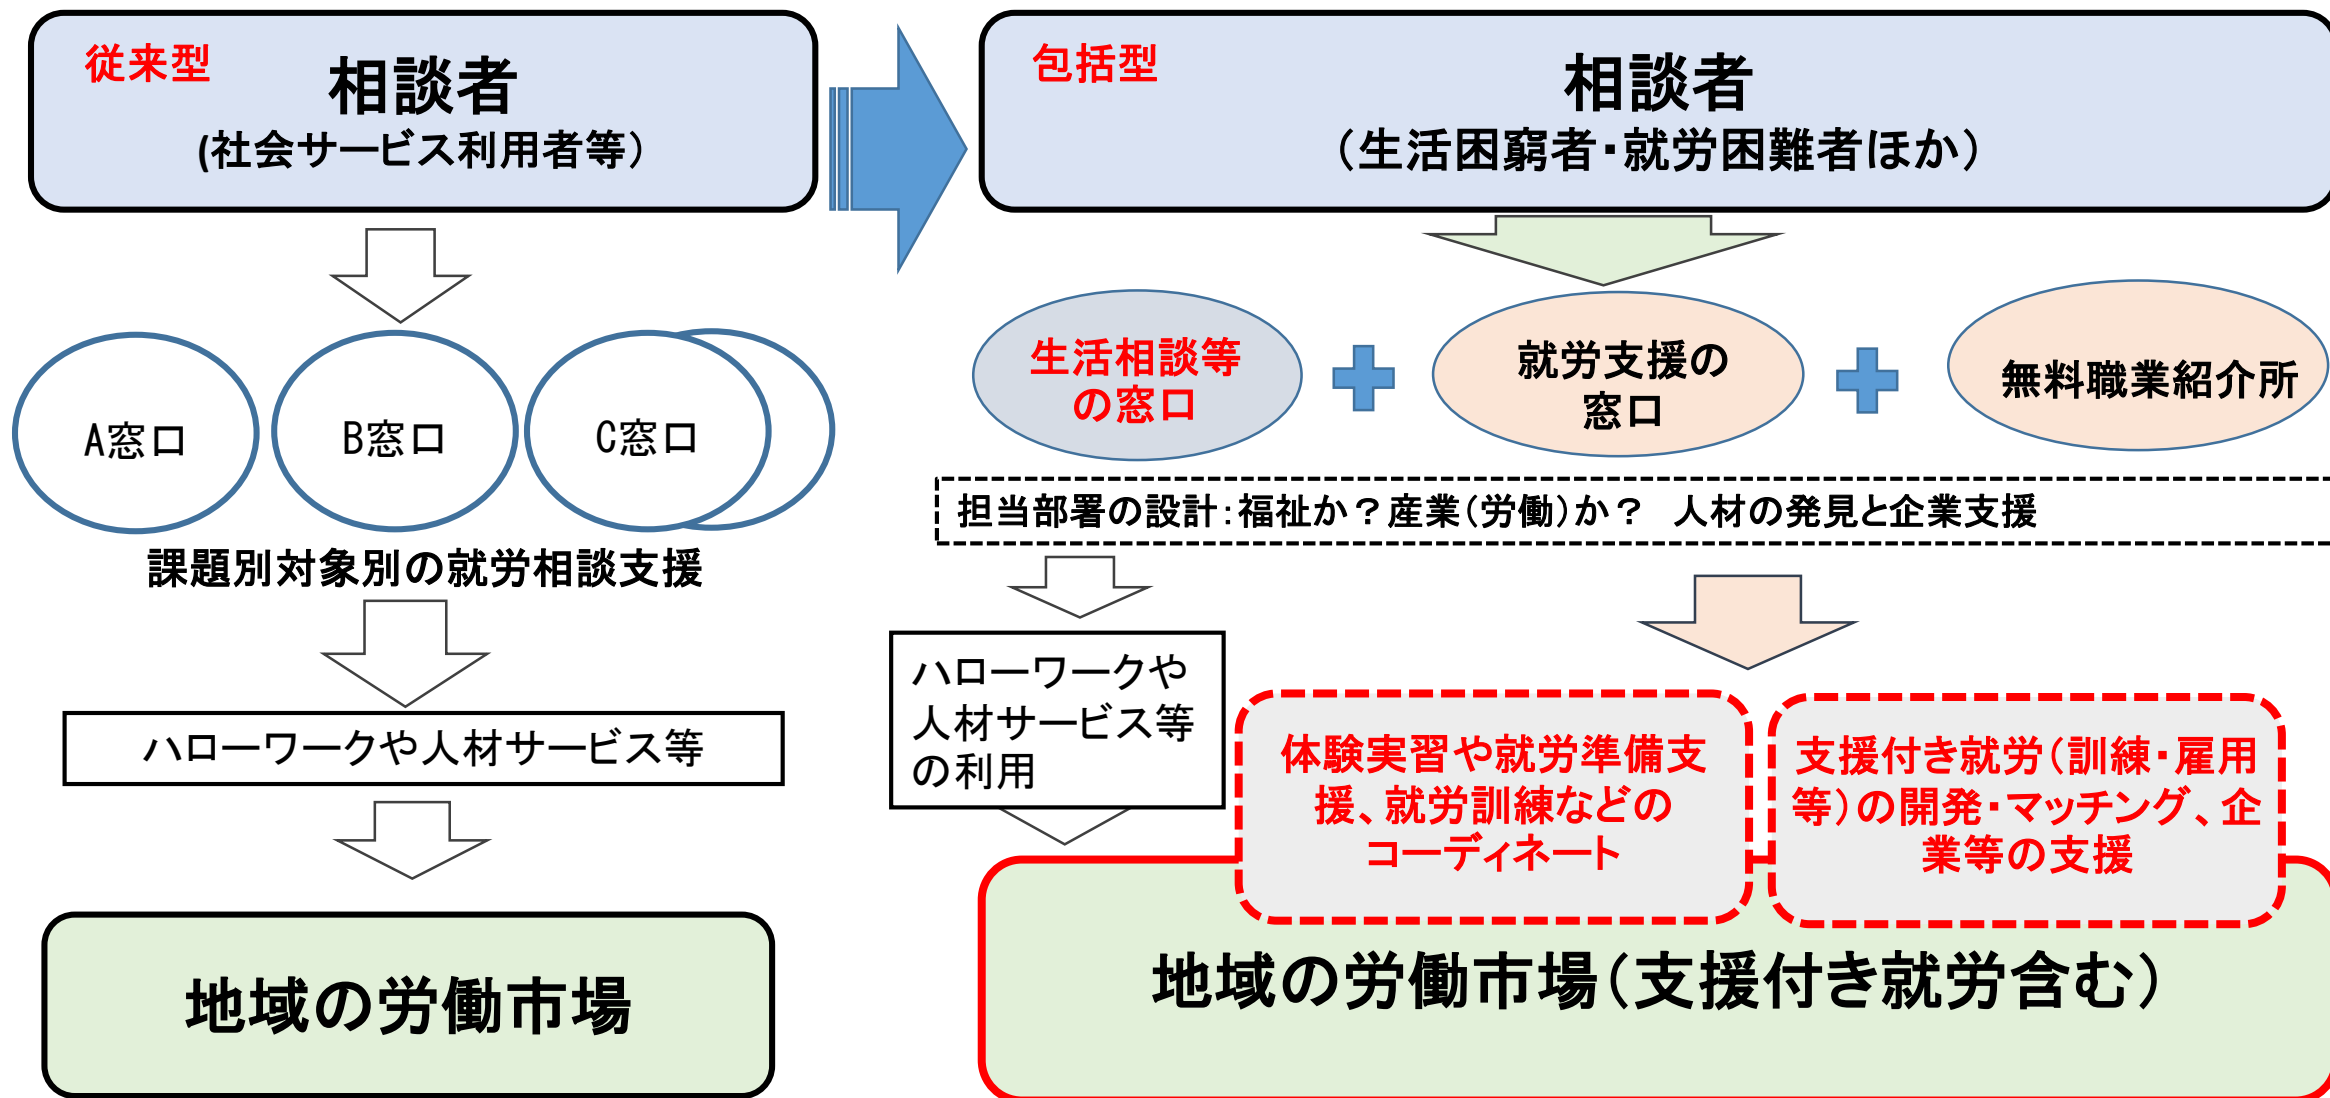 従来型
相談者
(社会サービス利用者等)
A窓口
B窓口
C窓口
課題別対象別の就労相談支援
ハローワークや人材サービス等
地域の労働市場
包括型
相談者
(生活困窮者・就労困難者ほか)
生活相談等
の窓口
就労支援の
窓口
無料職業紹介所
担当部署の設計:福祉か?産業(労働)か? 人材の発見と企業支援
ハローワークや
人材サービス等
の利用
体験実習や就労準備支
援、就労訓練などの
コーディネート
支援付き就労(訓練・雇用
等)の開発・マッチング、企
業等の支援
地域の労働市場(支援付き就労含む)